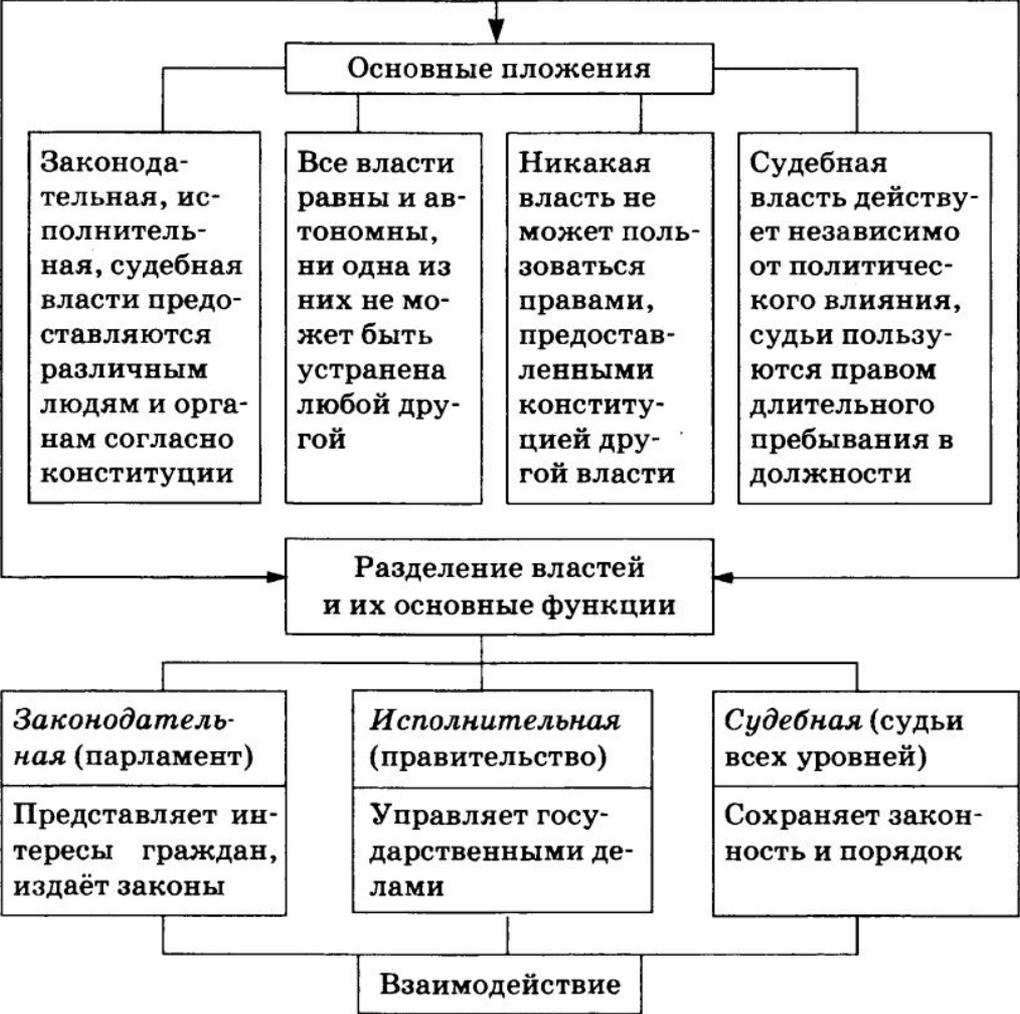 Основные пложения
Законода-
тельная, ис-
полнитель-
ная, судебная
власти предо-
ставляются
различным
людям и орга-
нам согласно
конституции
Все власти
равны и ав-
тономны,
ни одна из
них не мо-
жет быть
устранена
любой дру-
гой
Никакая
власть не
может поль-
зоваться
правами,
предостав-
ленными
конститу-
цией дру-
гой власти
Судебная
власть действу-
ет независимо
от политичес-
кого влияния,
судьи пользу-
ются правом
длительного
пребывания в
должности
Разделение властей
и их основные функции
Законодатель-
ная (парламент)
Представляет ин-
тересы граждан,
издаёт законы
Исполнительная
(правительство)
Управляет госу-
дарственными де-
лами
Судебная (судьи
всех уровней)
Сохраняет закон-
ность и порядок
Взаимодействие